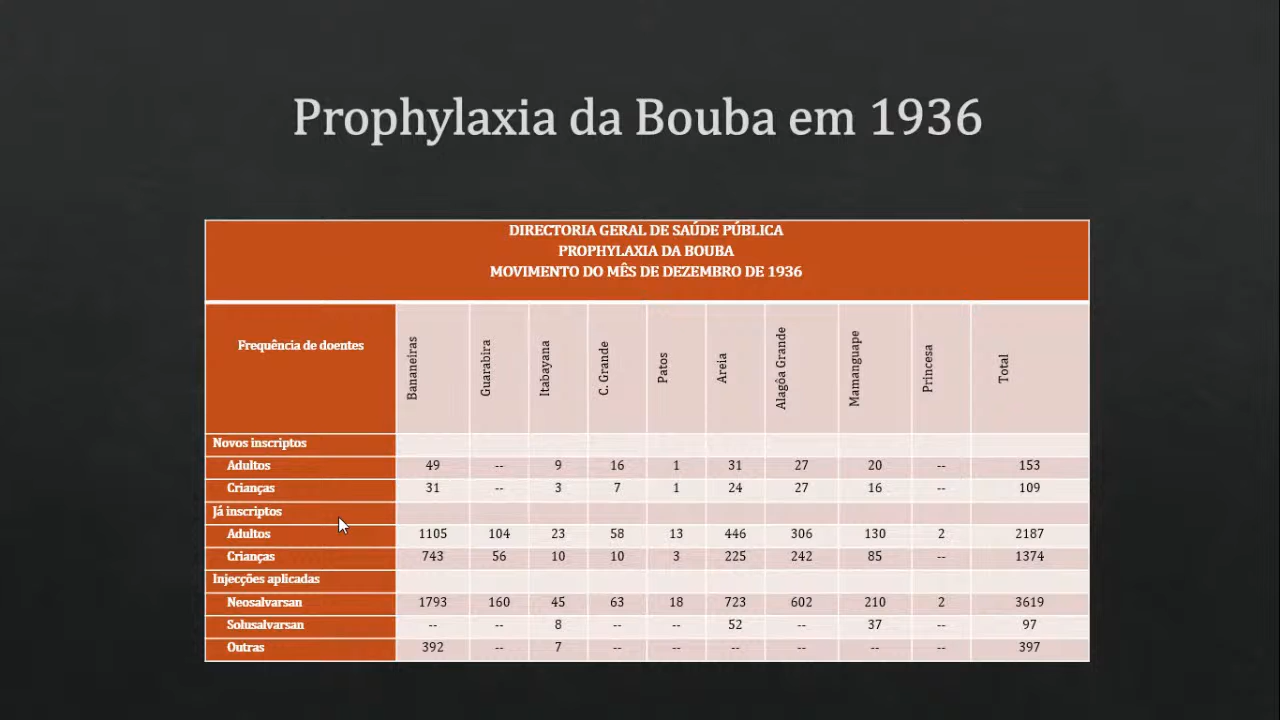 Prophylaxia da Bouba em 1936
DIRECTORIA GERAL DE SAÚDE PÚBLICA
PROPHYLAXIA DA BOUBA
MOVIMENTO DO MÊS DE DEZEMBRO DE 1936
Frequência de doentes Bananeiras Guarabira Itabayana C. Grande Patos Areia Alagôa Grande Mamanguape Princesa Total
Novos inscriptos
Adultos 49 -- 9 16 1 31 27 20 -- 153
Crianças 31 -- 3 7 1 24 27 16 -- 109
Já inscriptos
Adultos 1105 104 23 58 13 446 306 130 2 2187
Crianças 743 56 10 10 3 225 242 85 -- 1374
Injecções aplicadas
Neosalvarsan 1793 160 45 63 18 723 602 210 2 3619
Solusalvarsan -- -- 8 -- -- 52 -- 37 -- 97
Outras 392 -- 7 -- -- -- -- -- -- 397